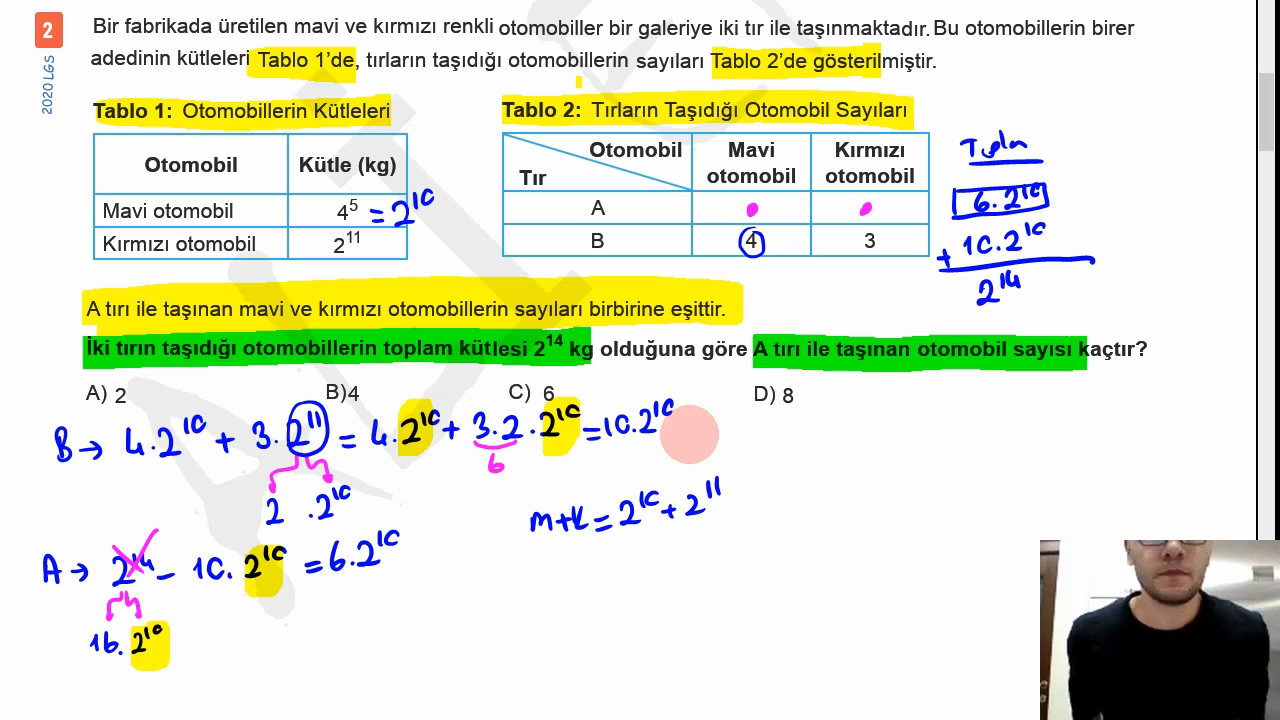 2
2020 LGS
Bir fabrikada üretilen mavi ve kırmızı renkli otomobiller bir galeriye iki tır ile taşınmaktadır. Bu otomobillerin birer
adedinin kütleleri Tablo 1'de, tırların taşıdığı otomobillerin sayıları Tablo 2'de gösterilmiştir.
Tablo 1: Otomobillerin Kütleleri
Otomobil Kütle (kg)
Mavi otomobil 4⁵ = 2¹⁰
Kırmızı otomobil 2¹¹
Tablo 2: Tırların Taşıdığı Otomobil Sayıları
Otomobil Mavi Kırmızı
Tır otomobil otomobil
A
B 4 3
6.2¹⁰
+ 10.2¹⁰
2¹⁴
A tırı ile taşınan mavi ve kırmızı otomobillerin sayıları birbirine eşittir.
İki tırın taşıdığı otomobillerin toplam kütlesi 2¹⁴ kg olduğuna göre A tırı ile taşınan otomobil sayısı kaçtır?
A) 2 B)4 C) 6 D) 8
B → 4.2¹⁰ + 3.2¹¹ = 4.2¹⁰ + 3.2.2¹⁰ = 10.2¹⁰
6
2 .2¹⁰
m+k = 2¹⁰ + 2¹¹
A → 2¹⁴ - 10.2¹⁰ = 6.2¹⁰
16.2¹⁰